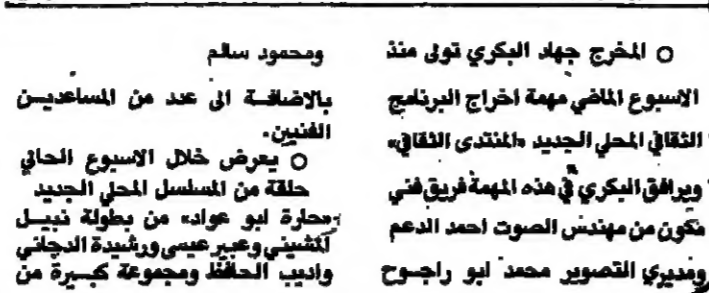 ○ المخرج جهاد البكري تولى منذ
الاسبوع الماضي مهمة اخراج البرنامج
الثقافي المحلي الجديد «المنتدى الثقافي»
ويرافق البكري في هذه المهمة فريق فني
مكون من مهندس الصوت احمد الدعم
ومديري التصوير محمد ابو راجوح
ومحمود سالم
بالاضافة الى عدد من المساعدين
الفنيين.
○ يعرض خلال الاسبوع الحالي
حلقة من المسلسل المحلي الجديد
«حارة ابو عواد» من بطولة نبيل
المشيني وعبير عيسى ورشيدة الدجاني
واديب الحافظ ومجموعة كبيرة من